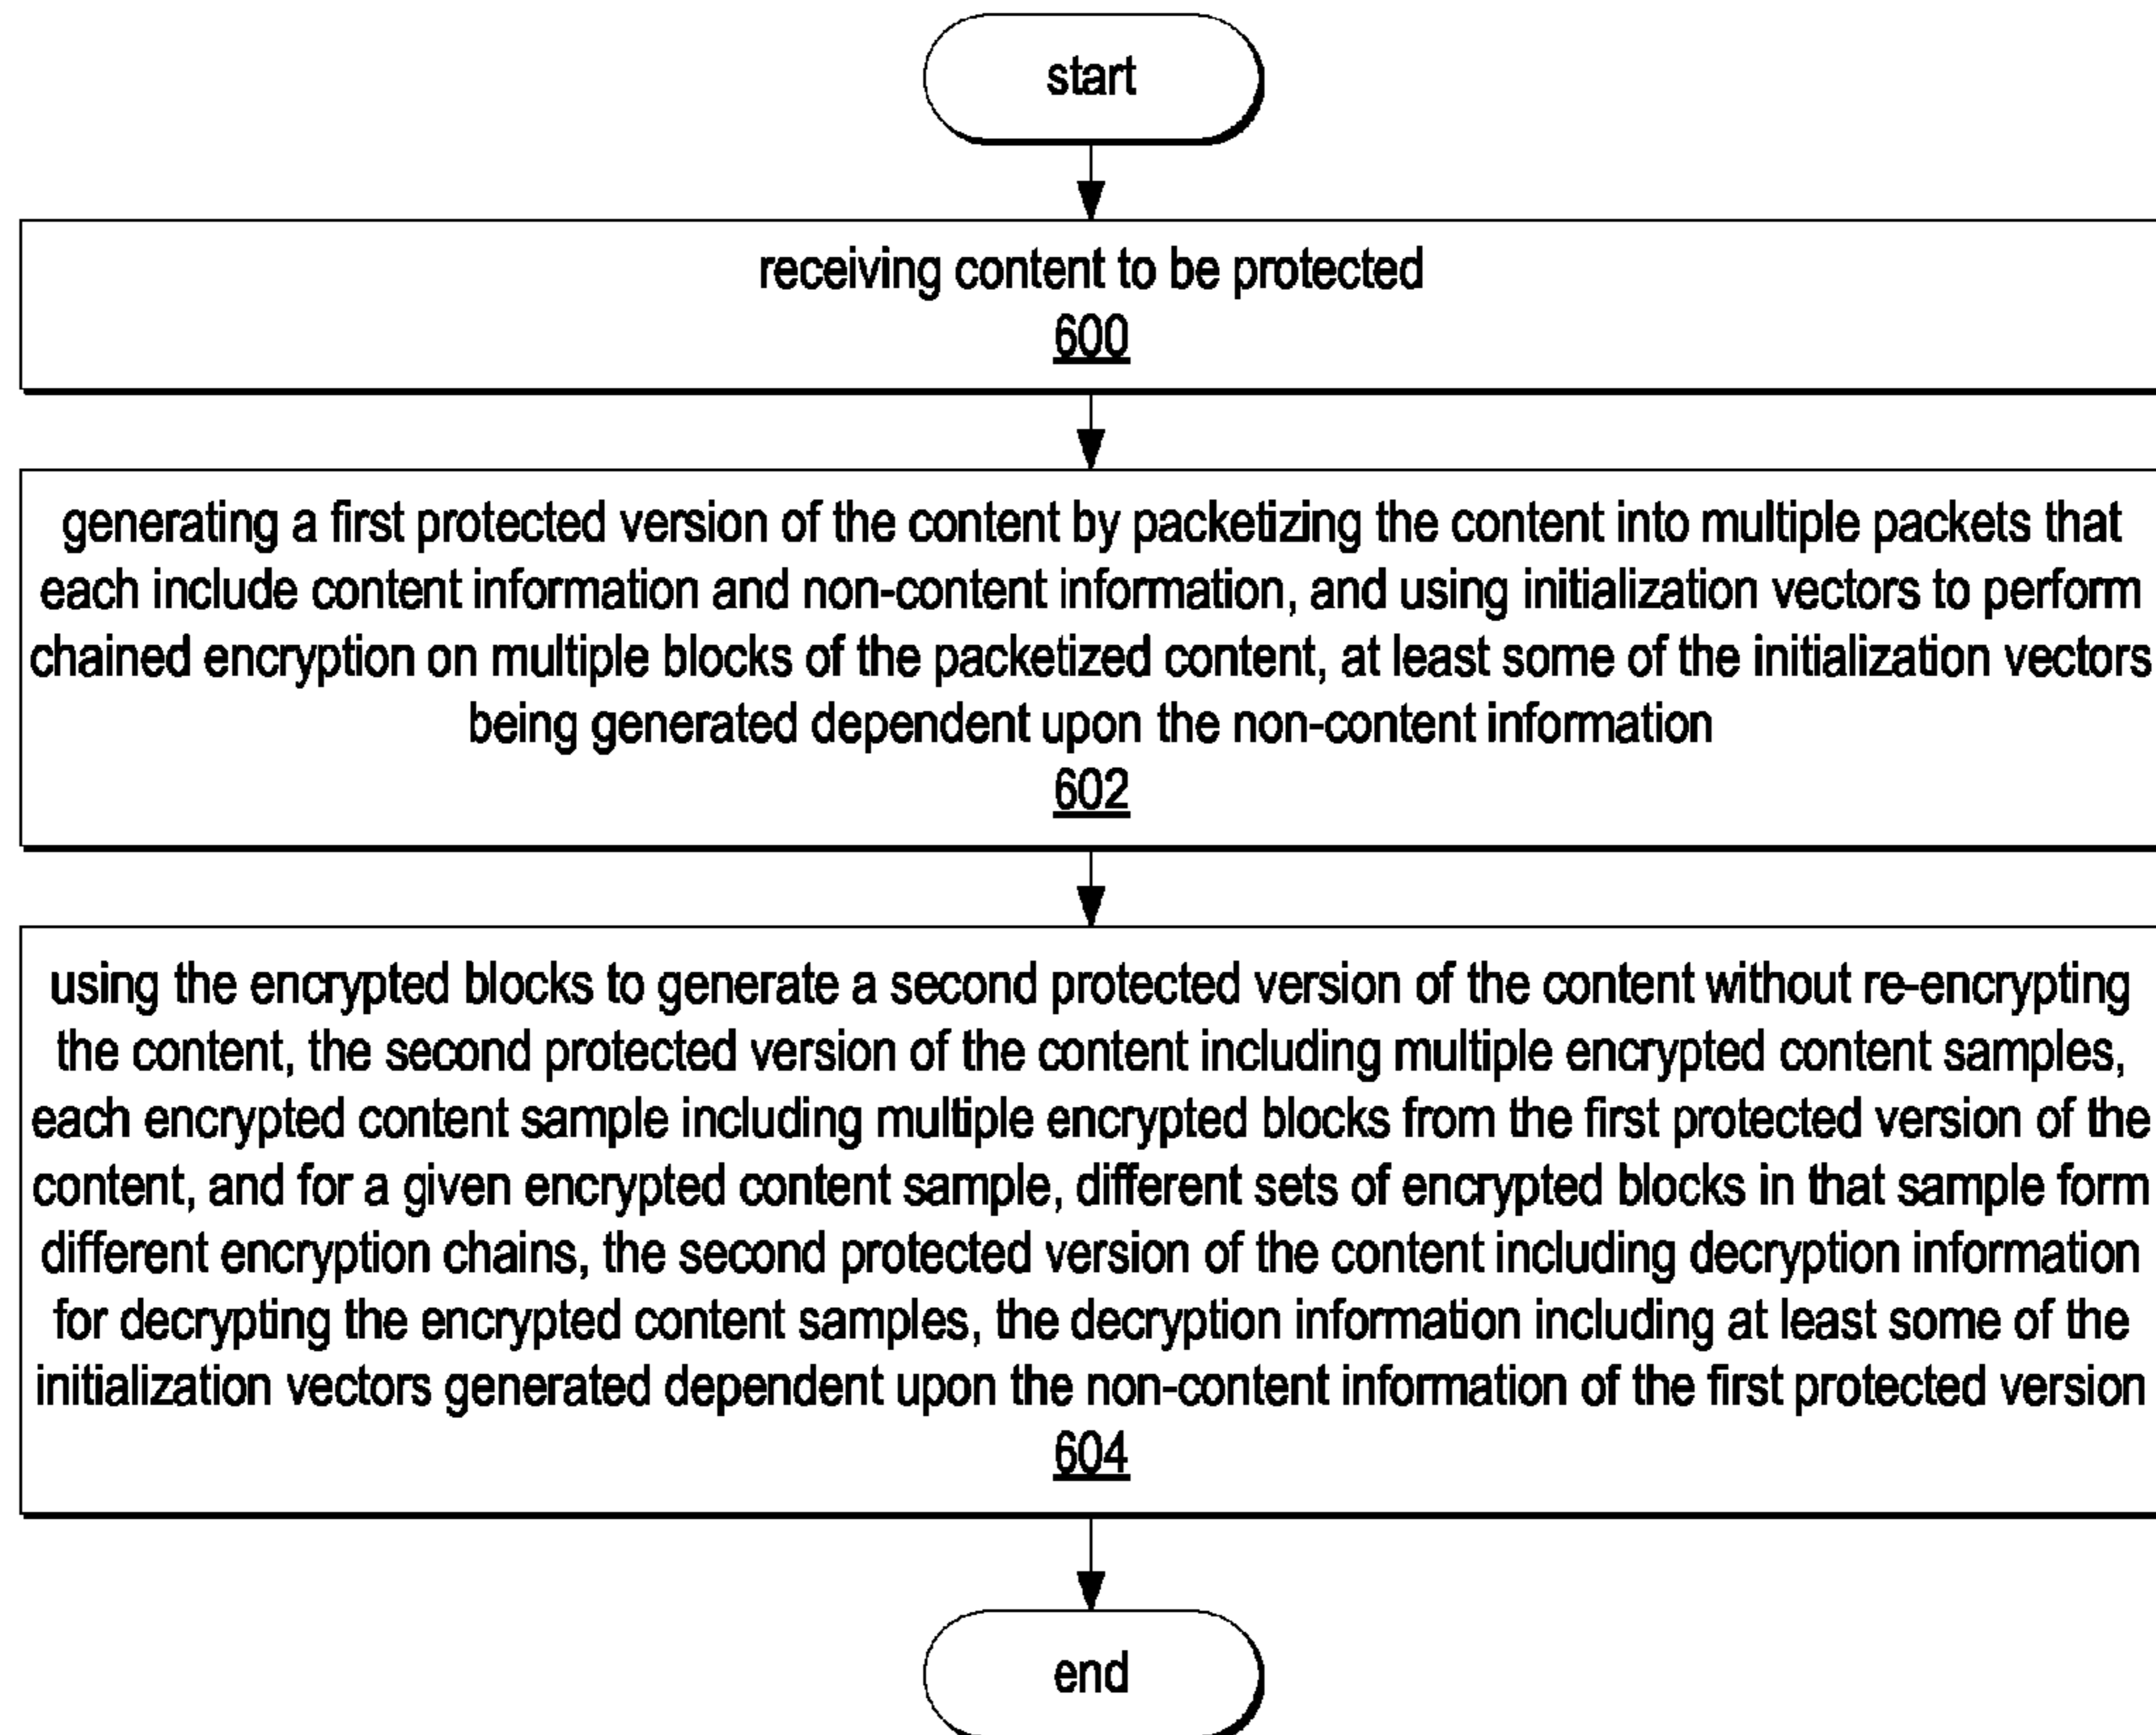 start
receiving content to be protected
600
generating a first protected version of the content by packetizing the content into multiple packets that
each include content information and non-content information, and using initialization vectors to perform
chained encryption on multiple blocks of the packetized content, at least some of the initialization vectors
being generated dependent upon the non-content information
602
using the encrypted blocks to generate a second protected version of the content without re-encrypting
the content, the second protected version of the content including multiple encrypted content samples,
each encrypted content sample including multiple encrypted blocks from the first protected version of the
content, and for a given encrypted content sample, different sets of encrypted blocks in that sample form
different encryption chains, the second protected version of the content including decryption information
for decrypting the encrypted content samples, the decryption information including at least some of the
initialization vectors generated dependent upon the non-content information of the first protected version
604
end